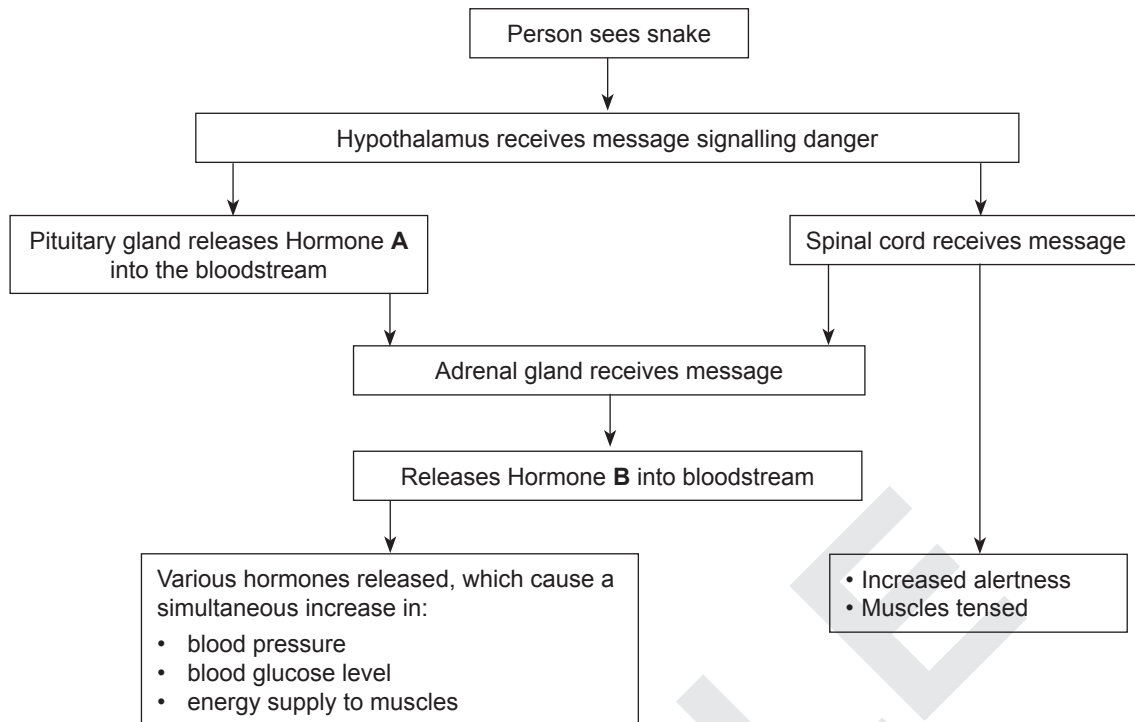 Person sees snake
Hypothalamus receives message signalling danger
Pituitary gland releases Hormone A
into the bloodstream
Spinal cord receives message
Adrenal gland receives message
Releases Hormone B into bloodstream
Various hormones released, which cause a
simultaneous increase in:
• blood pressure
• blood glucose level
• energy supply to muscles
• Increased alertness
• Muscles tensed